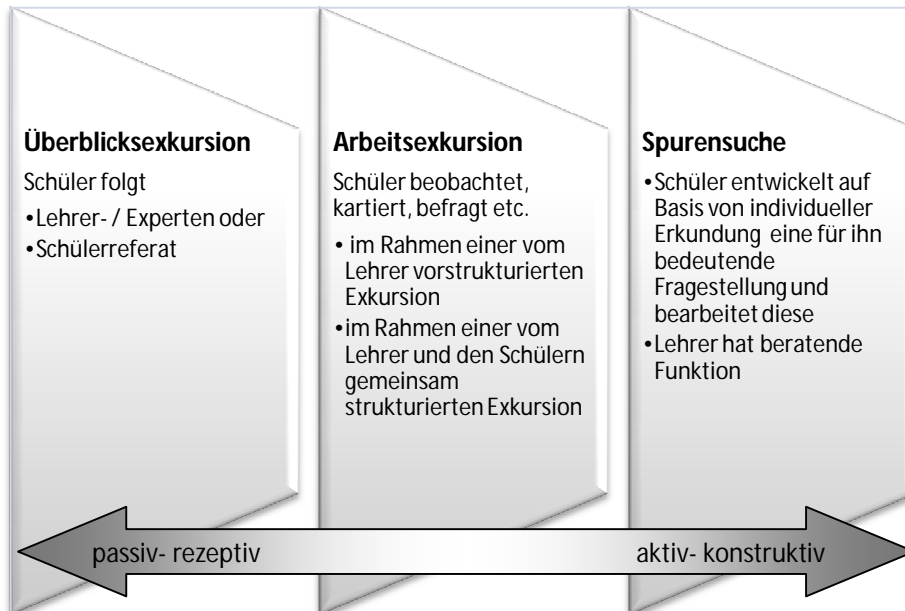 Überblicksexkursion
Schüler folgt
•Lehrer- / Experten oder
•Schülerreferat
Arbeitsexkursion
Schüler beobachtet,
kartiert, befragt etc.
• im Rahmen einer vom
Lehrer vorstrukturierten
Exkursion
•im Rahmen einer vom
Lehrer und den Schülern
gemeinsam
strukturierten Exkursion
Spurensuche
•Schüler entwickelt auf
Basis von individueller
Erkundung eine für ihn
bedeutende
Fragestellung und
bearbeitet diese
•Lehrer hat beratende
Funktion
passiv- rezeptiv
aktiv- konstruktiv